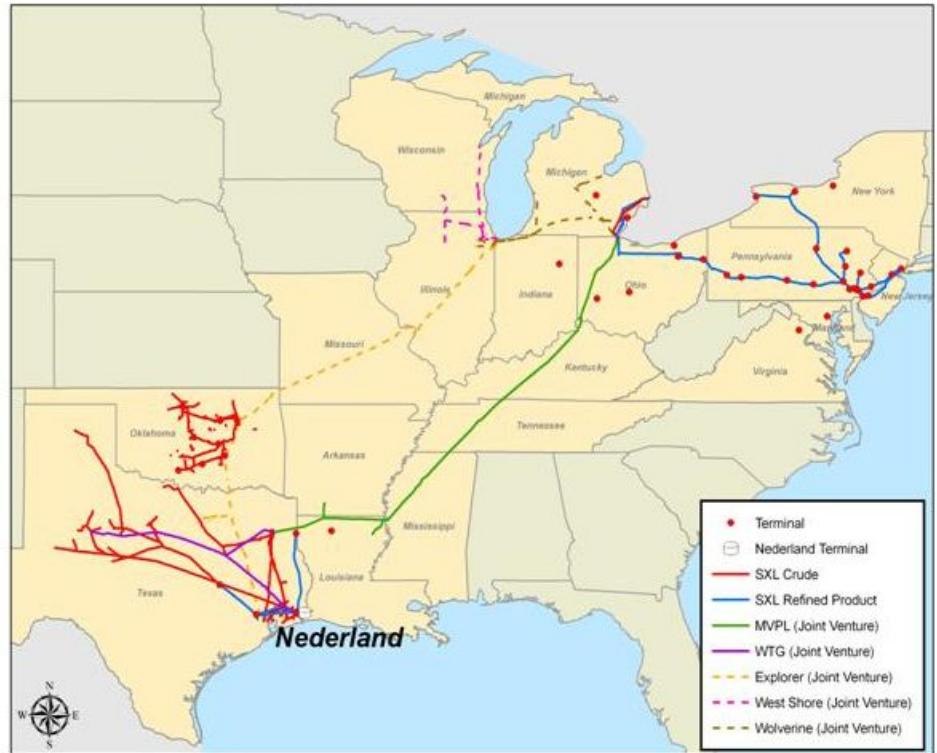 Michigan
Wisconsin
Michigan
New York
Pennsylvania
New Jersey
Ohio
Indiana
Illinois
Maryland
Missouri
Kentucky
Virginia
Oklahoma
Tennessee
Arkansas
Mississippi
Texas
Louisiana
Nederland
Terminal
Nederland Terminal
SXL Crude
SXL Refined Product
MVPL (Joint Venture)
WTG (Joint Venture)
Explorer (Joint Venture)
West Shore (Joint Venture)
Wolverine (Joint Venture)
N
W E
S